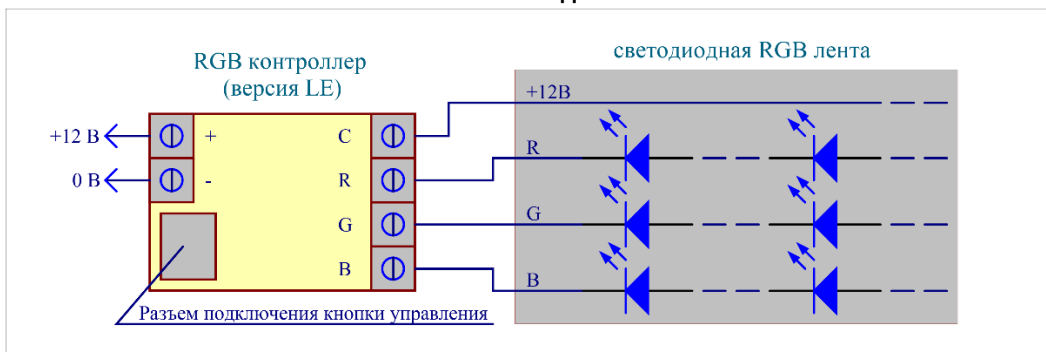 RGB контроллер
(версия LE)
светодиодная RGB лента
+12 В
0 В
+
-
C
R
G
B
+12В
R
G
B
Разъем подключения кнопки управления